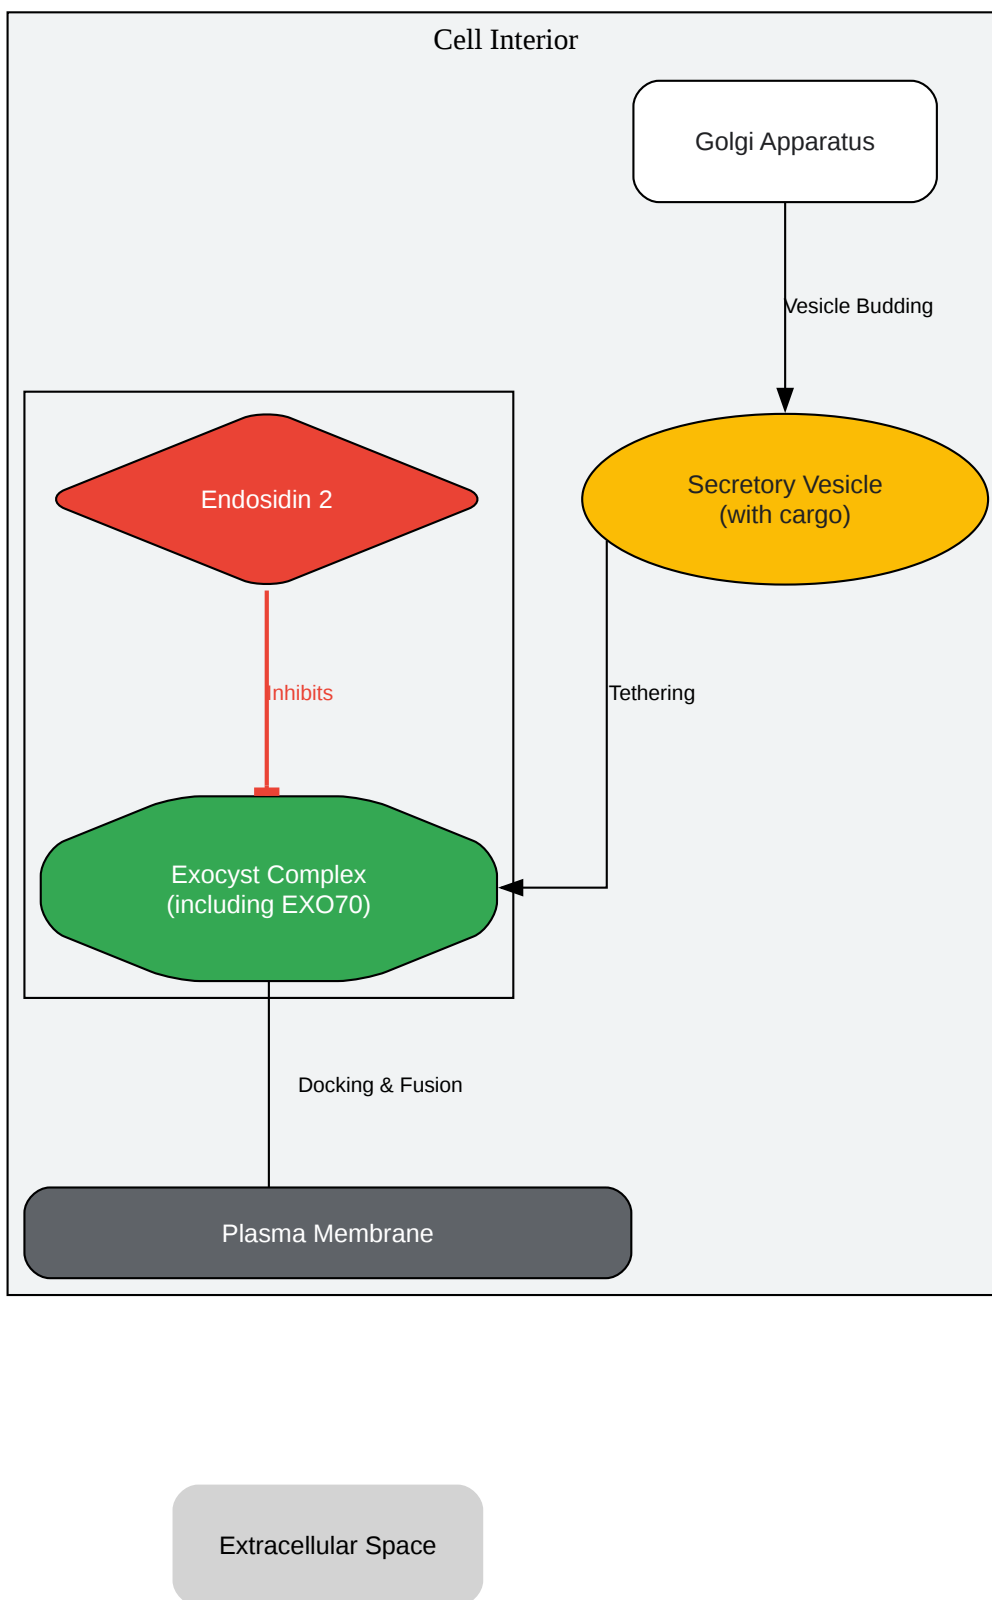 Cell Interior
Golgi Apparatus
Vesicle Budding
Endosidin 2
Secretory Vesicle
(with cargo)
Inhibits
Tethering
Exocyst Complex
(including EXO70)
Docking & Fusion
Plasma Membrane
Extracellular Space